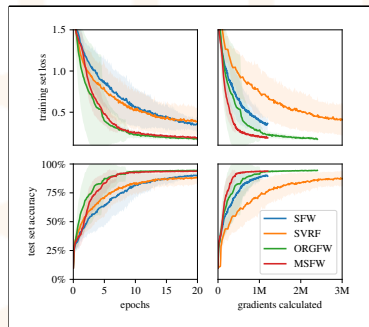 1.5
1.0
0.5
training set loss
100%
75%
50%
25%
0%
test set accuracy
0 5 10 15 20
epochs
0 1M 2M 3M
gradients calculated
SFW
SVRF
ORGFW
MSFW